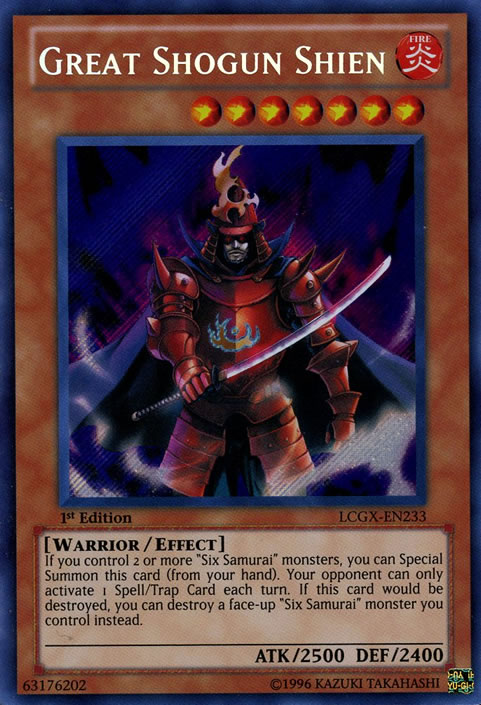 GREAT SHOGUN SHIEN
FIRE
炎
1st Edition
LCGX-EN233
[WARRIOR/EFFECT]
If you control 2 or more "Six Samurai" monsters, you can Special
Summon this card (from your hand). Your opponent can only
activate 1 Spell/Trap Card each turn. If this card would be
destroyed, you can destroy a face-up "Six Samurai" monster you
control instead.
ATK/2500 DEF/2400
63176202
©1996 KAZUKI TAKAHASHI